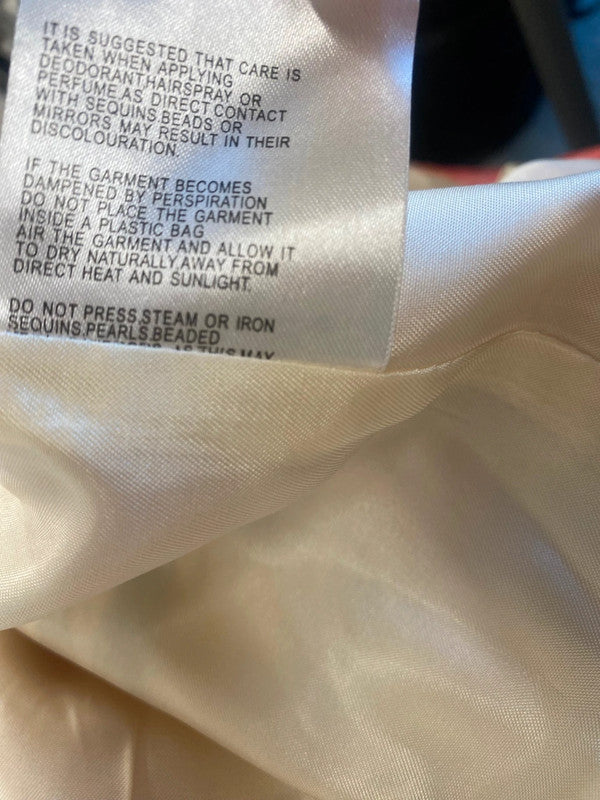 IT IS SUGGESTED THAT CARE IS
TAKEN WHEN APPLYING
DEODORANT.HAIRSPRAY OR
PERFUME.AS DIRECT CONTACT
WITH SEQUINS.BEADS OR
MIRRORS MAY RESULT IN THEIR
DISCOLOURATION.
IF THE GARMENT BECOMES
DAMPENED BY PERSPIRATION
DO NOT PLACE THE GARMENT
INSIDE A PLASTIC BAG
AIR THE GARMENT AND ALLOW IT
TO DRY NATURALLY.AWAY FROM
DIRECT HEAT AND SUNLIGHT.
DO NOT PRESS.STEAM OR IRON
SEQUINS.PEARLS.BEADED
AS THIS MAY